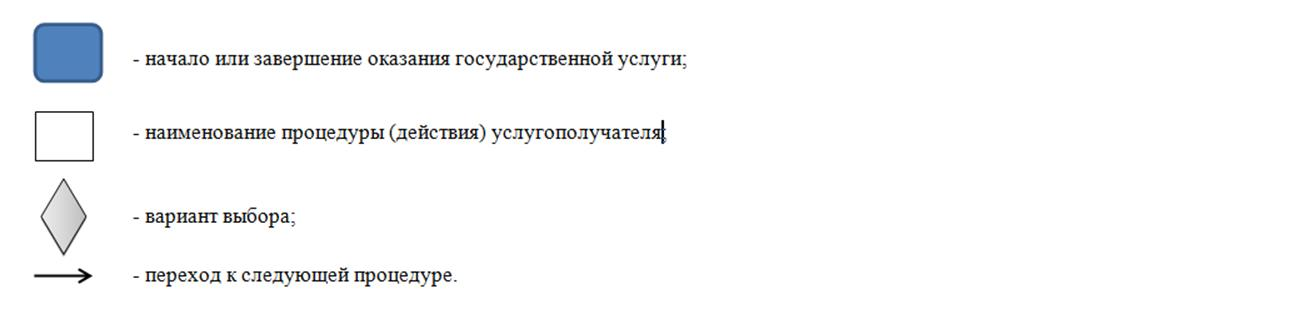 - начало или завершение оказания государственной услуги;
- наименование процедуры (действия) услугополучателя;
- вариант выбора;
- переход к следующей процедуре.